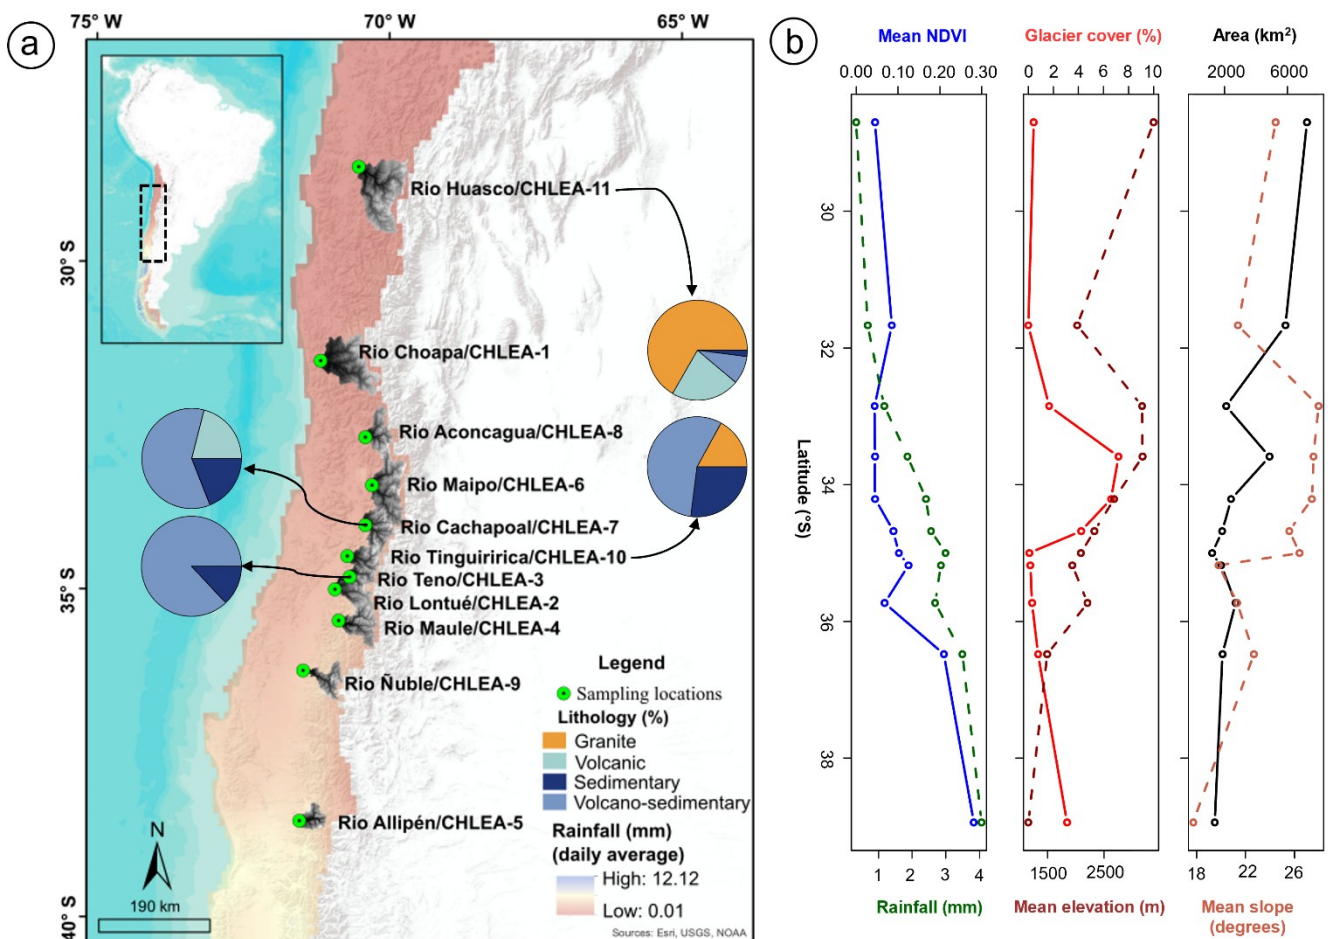 a
75° W
70° W
65° W
30° S
35° S
40° S
Rio Huasco/CHLEA-11
Rio Choapa/CHLEA-1
Rio Aconcagua/CHLEA-8
Rio Maipo/CHLEA-6
Rio Cachapoal/CHLEA-7
Rio Tinguiririca/CHLEA-10
Rio Teno/CHLEA-3
Rio Lontué/CHLEA-2
Rio Maule/CHLEA-4
Rio Ñuble/CHLEA-9
Rio Allipén/CHLEA-5
Legend
Sampling locations
Lithology (%)
Granite
Volcanic
Sedimentary
Volcano-sedimentary
Rainfall (mm)
(daily average)
High: 12.12
Low: 0.01
N
190 km
Sources: Esri, USGS, NOAA
b
Mean NDVI
0.00 0.10 0.20 0.30
Glacier cover (%)
0 2 4 6 8 10
Area (km²)
2000 6000
30
32
34
36
38
Latitude (°S)
1 2 3 4
Rainfall (mm)
1500 2500
Mean elevation (m)
18 22 26
Mean slope
(degrees)